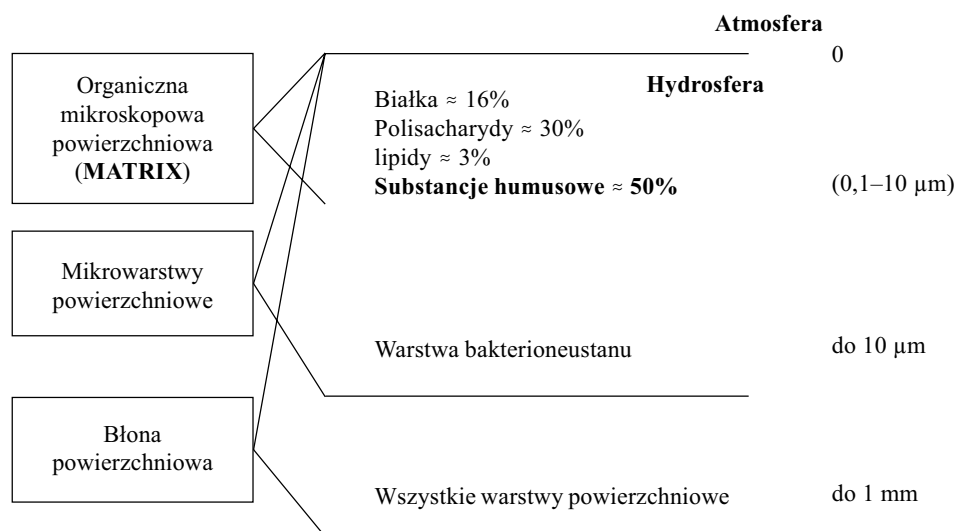 Atmosfera
0
Organiczna
mikroskopowa
powierzchniowa
(MATRIX)
Hydrosfera
Białka ≈ 16%
Polisacharydy ≈ 30%
lipidy ≈ 3%
Substancje humusowe ≈ 50%
(0,1–10 µm)
Mikrowarstwy
powierzchniowe
Warstwa bakterioneustanu
do 10 µm
Błona
powierzchniowa
Wszystkie warstwy powierzchniowe
do 1 mm